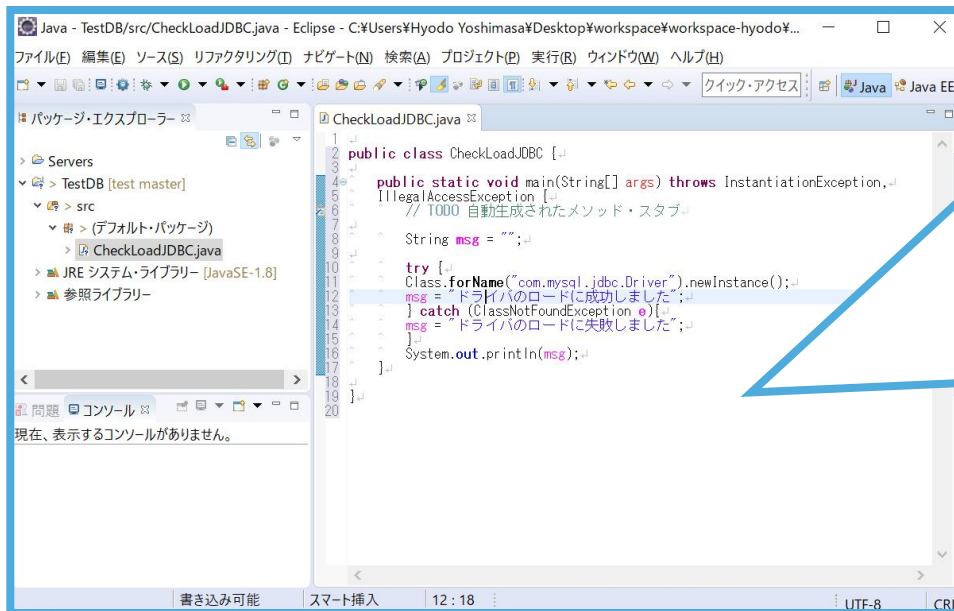 Java - TestDB/src/CheckLoadJDBC.java - Eclipse - C:¥Users¥Hyodo Yoshimasa¥Desktop¥workspace¥workspace-hyodo¥...
ファイル(F) 編集(E) ソース(S) リファクタリング(T) ナビゲート(N) 検索(A) プロジェクト(P) 実行(R) ウィンドウ(W) ヘルプ(H)
クイック・アクセス Java Java EE
パッケージ・エクスプローラー
Servers
> TestDB [test master]
> src
> (デフォルト・パッケージ)
CheckLoadJDBC.java
JRE システム・ライブラリー [JavaSE-1.8]
参照ライブラリー
問題 コンソール
現在、表示するコンソールがありません。
CheckLoadJDBC.java
1
2 public class CheckLoadJDBC {
3
4 public static void main(String[] args) throws InstantiationException,
5 IllegalAccessException {
6 // TODO 自動生成されたメソッド・スタブ
7
8 String msg = "";
9
10 try {
11 Class.forName("com.mysql.jdbc.Driver").newInstance();
12 msg = "ドライバのロードに成功しました";
13 } catch (ClassNotFoundException e){
14 msg = "ドライバのロードに失敗しました";
15 }
16 System.out.println(msg);
17 }
18
19 }
20
書き込み可能 スマート挿入 12 : 18 UTF-8